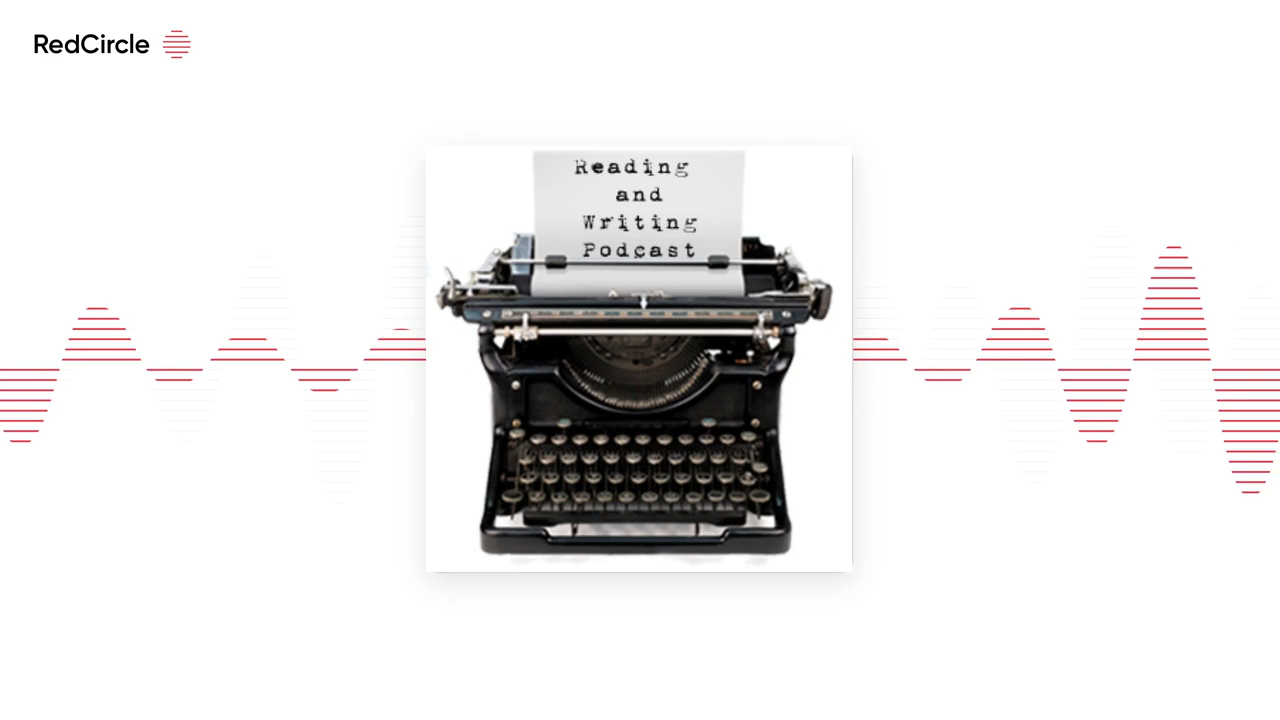 RedCircle
Reading
and
Writing
Podcast